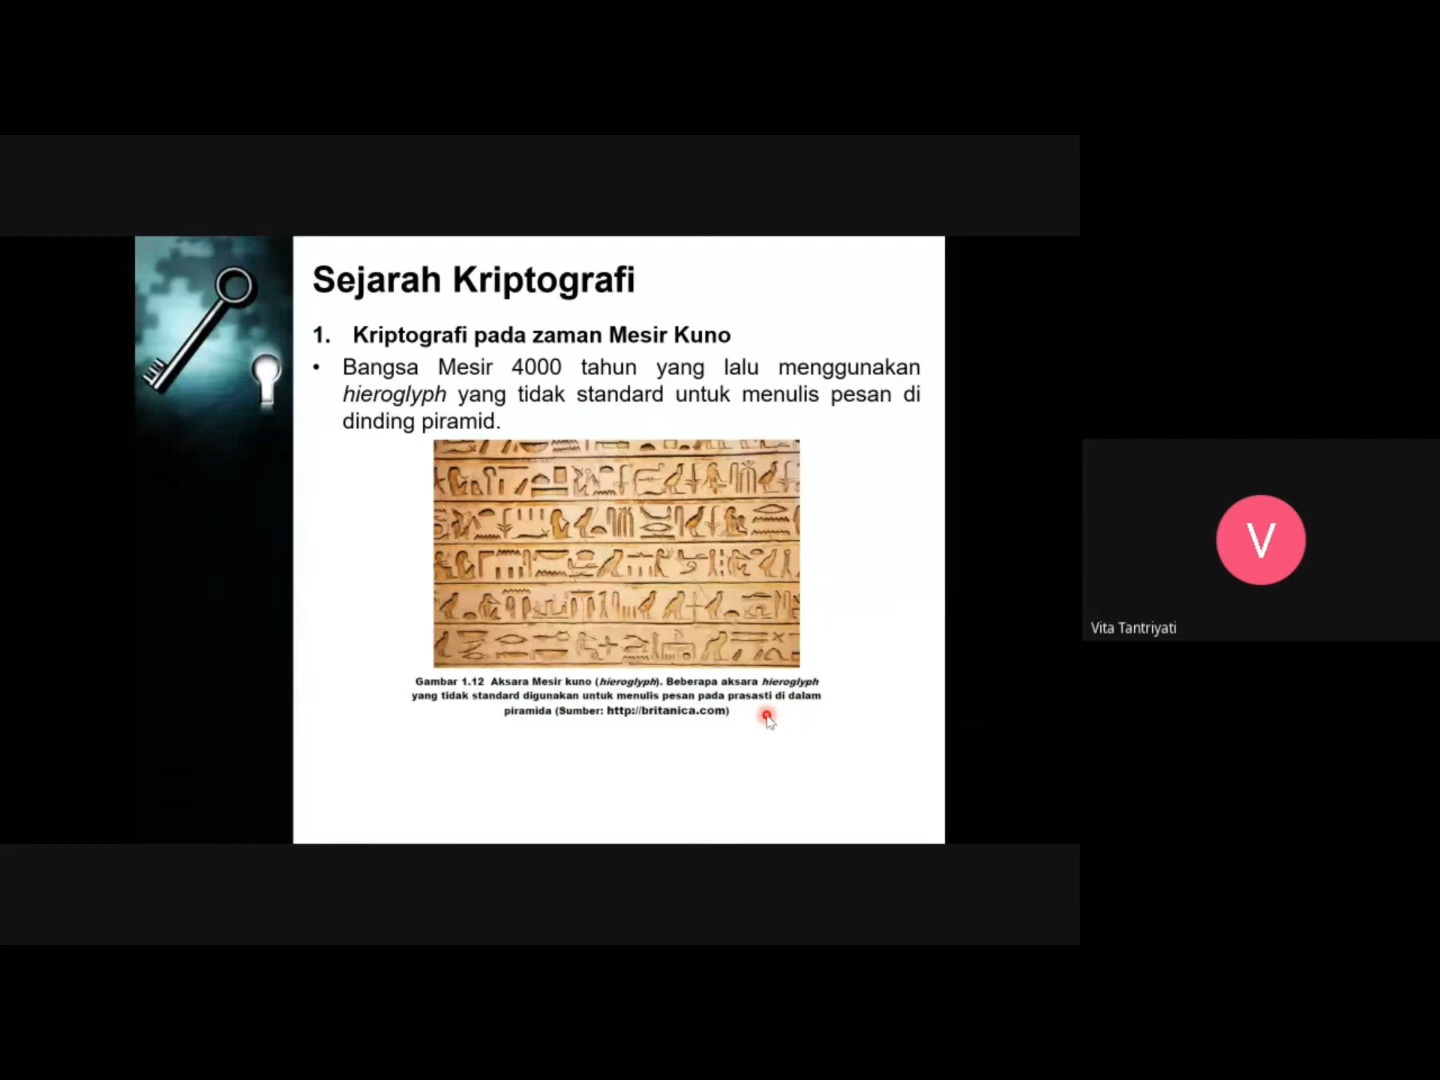 Sejarah Kriptografi
1. Kriptografi pada zaman Mesir Kuno
• Bangsa Mesir 4000 tahun yang lalu menggunakan
hieroglyph yang tidak standard untuk menulis pesan di
dinding piramid.
Gambar 1.12 Aksara Mesir kuno (hieroglyph). Beberapa aksara hieroglyph
yang tidak standard digunakan untuk menulis pesan pada prasasti di dalam
piramida (Sumber: http://britanica.com)
V
Vita Tantriyati